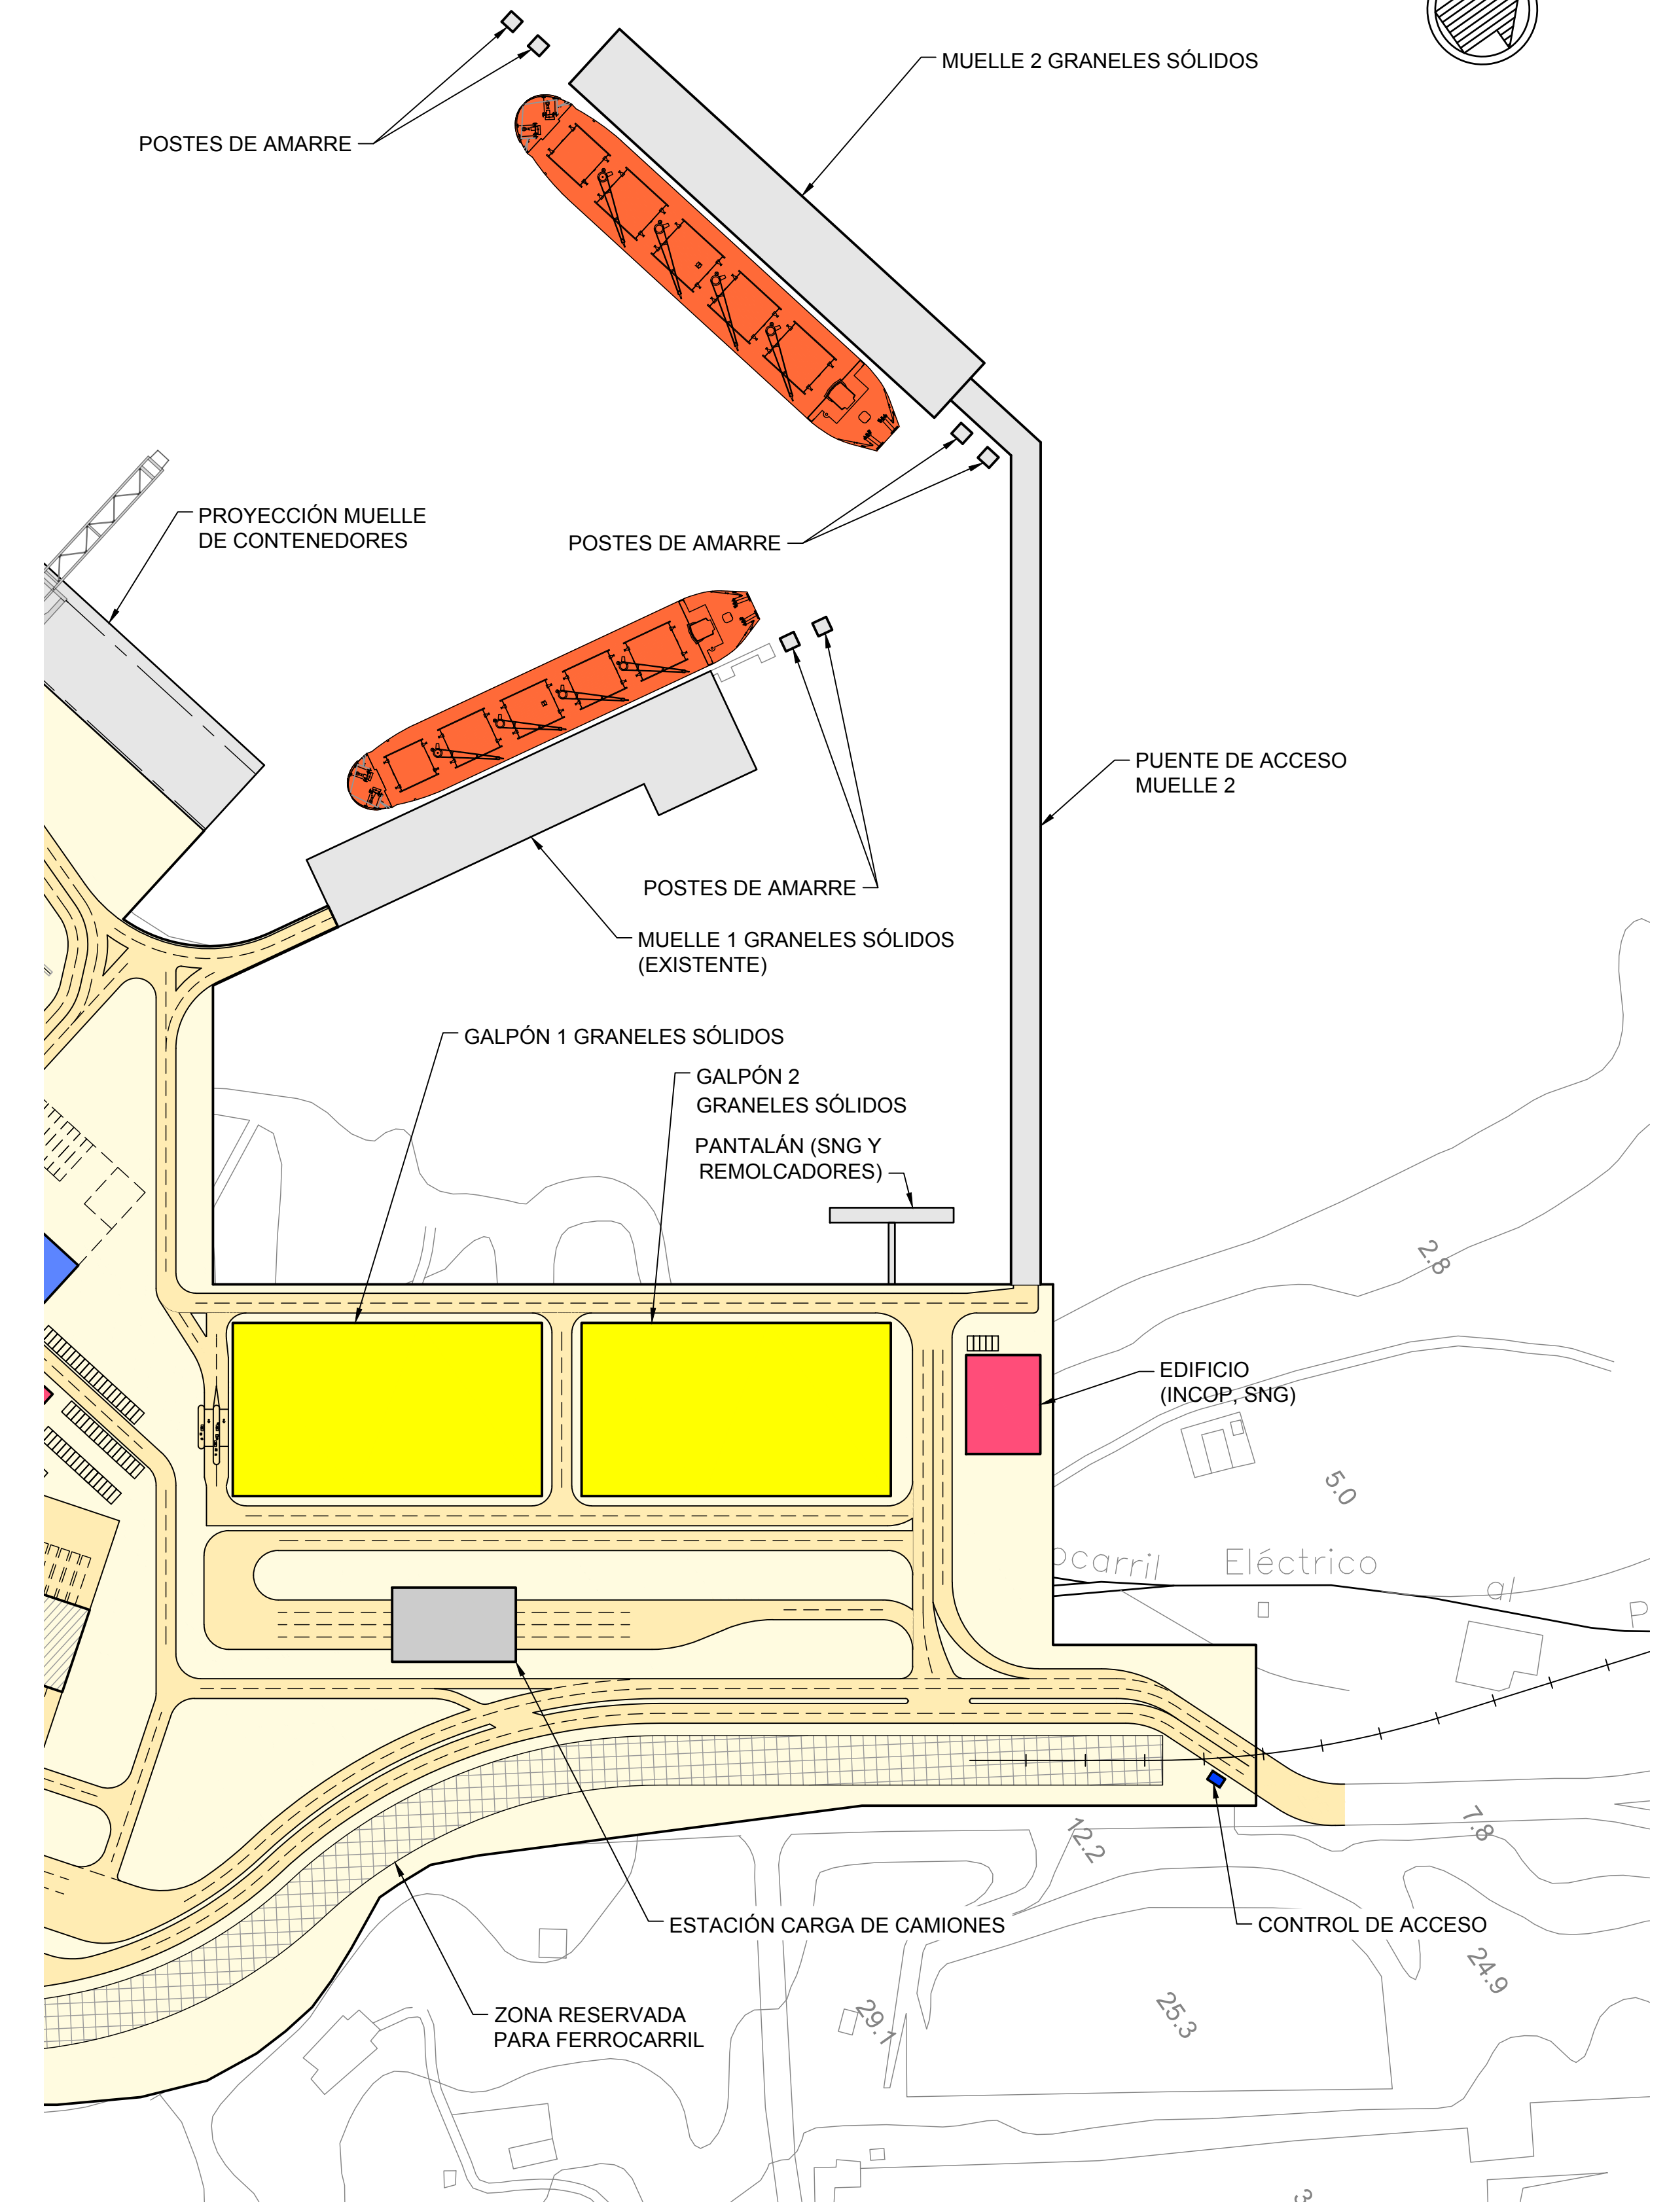 MUELLE 2 GRANELES SÓLIDOS
POSTES DE AMARRE
PROYECCIÓN MUELLE
DE CONTENEDORES
POSTES DE AMARRE
PUENTE DE ACCESO
MUELLE 2
POSTES DE AMARRE
MUELLE 1 GRANELES SÓLIDOS
(EXISTENTE)
GALPÓN 1 GRANELES SÓLIDOS
GALPÓN 2
GRANELES SÓLIDOS
PANTALÁN (SNG Y
REMOLCADORES)
2.8
EDIFICIO
(INCOP, SNG)
5.0
ocarril Eléctrico al P
7.8
12.2
ESTACIÓN CARGA DE CAMIONES
CONTROL DE ACCESO
24.9
ZONA RESERVADA
PARA FERROCARRIL
29.1
25.3